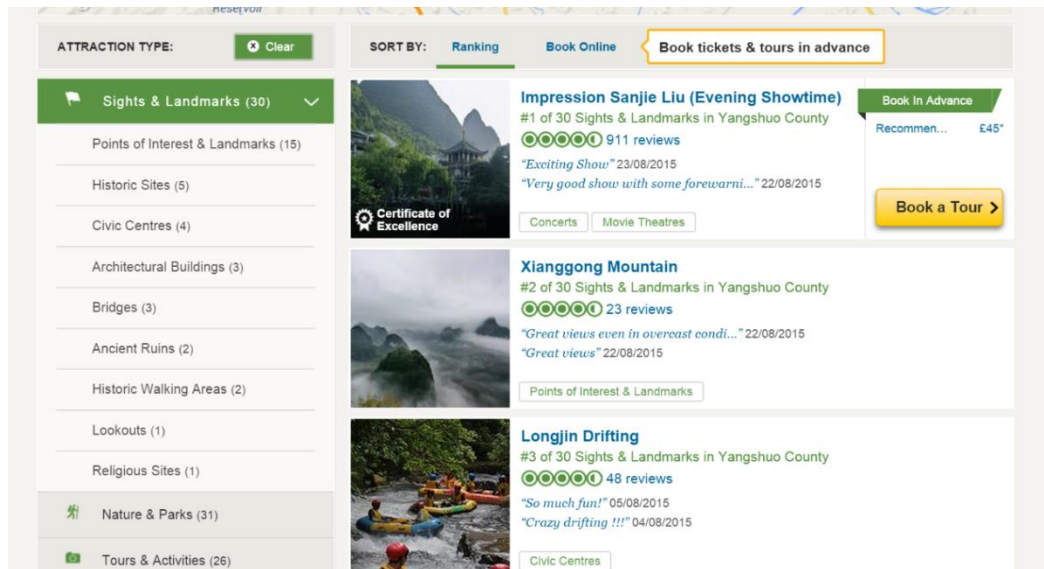 Reservoir
ATTRACTION TYPE:
Clear
SORT BY:
Ranking
Book Online
Book tickets & tours in advance
Sights & Landmarks (30)
Points of Interest & Landmarks (15)
Historic Sites (5)
Civic Centres (4)
Architectural Buildings (3)
Bridges (3)
Ancient Ruins (2)
Historic Walking Areas (2)
Lookouts (1)
Religious Sites (1)
Nature & Parks (31)
Tours & Activities (26)
Impression Sanjie Liu (Evening Showtime)
#1 of 30 Sights & Landmarks in Yangshuo County
911 reviews
“Exciting Show” 23/08/2015
“Very good show with some forewarni...” 22/08/2015
Concerts
Movie Theatres
Certificate of
Excellence
Book In Advance
Recommen... £45*
Book a Tour
Xianggong Mountain
#2 of 30 Sights & Landmarks in Yangshuo County
23 reviews
“Great views even in overcast condi...” 22/08/2015
“Great views” 22/08/2015
Points of Interest & Landmarks
Longjin Drifting
#3 of 30 Sights & Landmarks in Yangshuo County
48 reviews
“So much fun!” 05/08/2015
“Crazy drifting !!!” 04/08/2015
Civic Centres